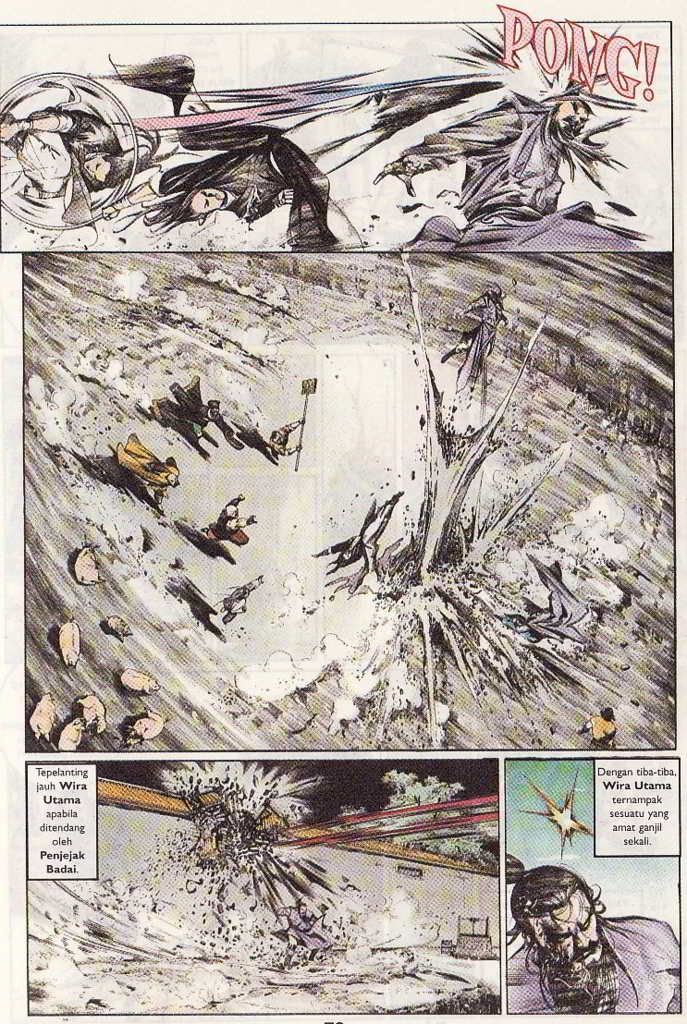 PONG!
Tepelanting
jauh Wira
Utama
apabila
ditendang
oleh
Penjejak
Badai.
Dengan tiba-tiba,
Wira Utama
ternampak
sesuatu yang
amat ganjil
sekali.